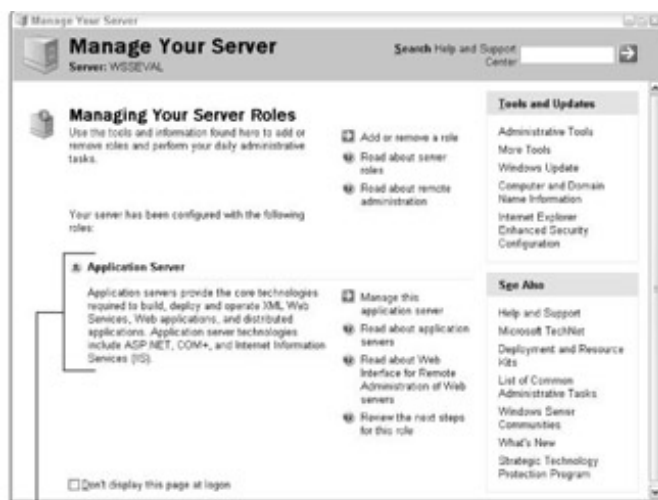 Manage Your Server
Manage Your Server
Server: WSSEVAL
Search Help and Support
Center
Managing Your Server Roles
Use the tools and information found here to add or
remove roles and perform your daily administrative
tasks.
Add or remove a role
Read about server
roles
Read about remote
administration
Your server has been configured with the following
roles:
Application Server
Application servers provide the core technologies
required to build, deploy and operate XML Web
Services, Web applications, and distributed
applications. Application server technologies
include ASP.NET, COM+, and Internet Information
Services (IIS).
Manage this
application server
Read about application
servers
Read about Web
Interface for Remote
Administration of Web
servers
Review the next steps
for this role
Don't display this page at logon
Tools and Updates
Administrative Tools
More Tools
Windows Update
Computer and Domain
Name Information
Internet Explorer
Enhanced Security
Configuration
See Also
Help and Support
Microsoft TechNet
Deployment and Resource
Kits
List of Common
Administrative Tasks
Windows Server
Communities
What's New
Strategic Technology
Protection Program